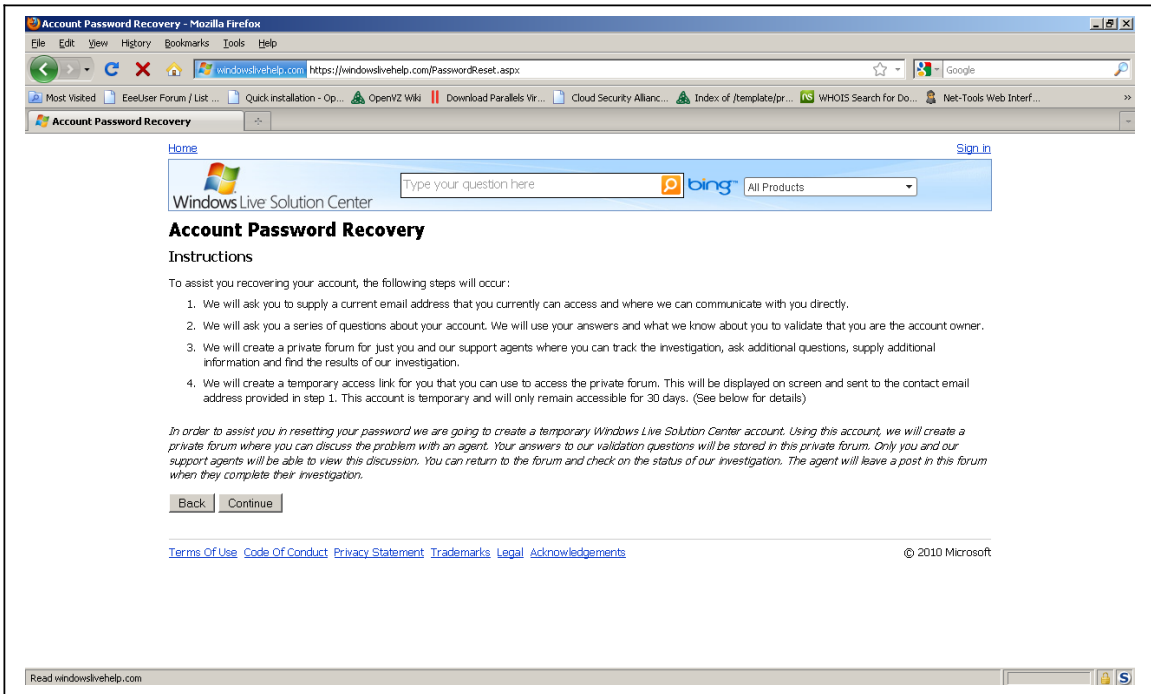 Account Password Recovery - Mozilla Firefox
File Edit View History Bookmarks Tools Help
windowslivehelp.com https://windowslivehelp.com/PasswordReset.aspx Google
Most Visited EeeUser Forum / List ... Quick installation - Op... OpenVZ Wiki Download Parallels Vir... Cloud Security Allianc... Index of /template/pr... WHOIS Search for Do... Net-Tools Web Interf... »
Account Password Recovery
Home Sign in
Windows Live Solution Center Type your question here bing™ All Products
Account Password Recovery
Instructions
To assist you recovering your account, the following steps will occur:
1. We will ask you to supply a current email address that you currently can access and where we can communicate with you directly.
2. We will ask you a series of questions about your account. We will use your answers and what we know about you to validate that you are the account owner.
3. We will create a private forum for just you and our support agents where you can track the investigation, ask additional questions, supply additional
information and find the results of our investigation.
4. We will create a temporary access link for you that you can use to access the private forum. This will be displayed on screen and sent to the contact email
address provided in step 1. This account is temporary and will only remain accessible for 30 days. (See below for details)
In order to assist you in resetting your password we are going to create a temporary Windows Live Solution Center account. Using this account, we will create a
private forum where you can discuss the problem with an agent. Your answers to our validation questions will be stored in this private forum. Only you and our
support agents will be able to view this discussion. You can return to the forum and check on the status of our investigation. The agent will leave a post in this forum
when they complete their investigation.
Back Continue
Terms Of Use Code Of Conduct Privacy Statement Trademarks Legal Acknowledgements © 2010 Microsoft
Read windowslivehelp.com